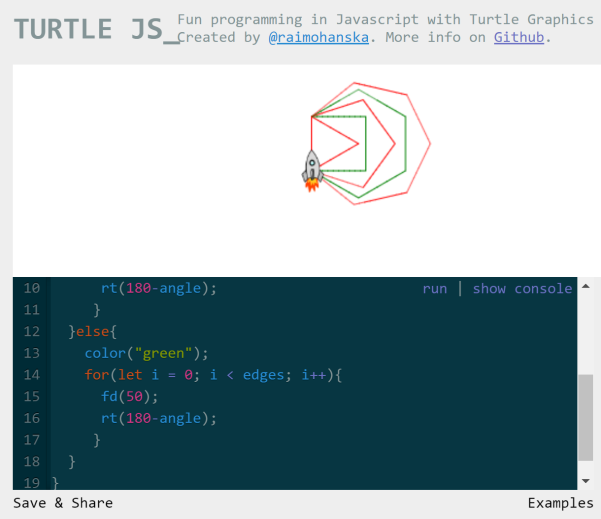 TURTLE JS_
Fun programming in Javascript with Turtle Graphics
Created by @raimohanska. More info on Github.
run | show console
10 rt(180-angle);
11 }
12 }else{
13 color("green");
14 for(let i = 0; i < edges; i++){
15 fd(50);
16 rt(180-angle);
17 }
18 }
19 }
Save & Share
Examples